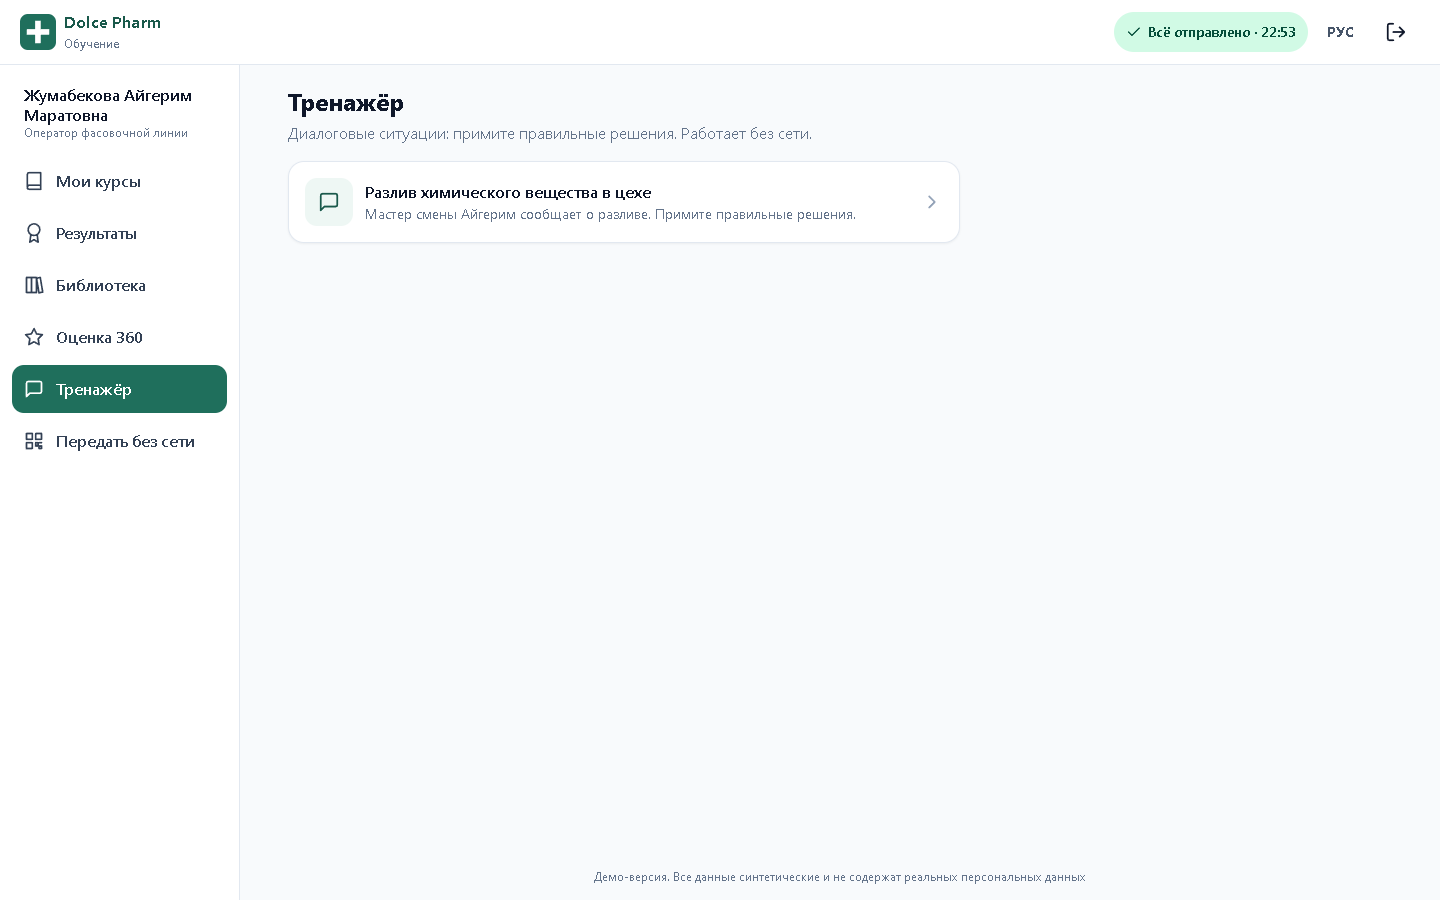 Dolce Pharm
Обучение
Всё отправлено · 22:53
РУС
Жумабекова Айгерим
Маратовна
Оператор фасовочной линии
Мои курсы
Результаты
Библиотека
Оценка 360
Тренажёр
Передать без сети
Тренажёр
Диалоговые ситуации: примите правильные решения. Работает без сети.
Разлив химического вещества в цехе
Мастер смены Айгерим сообщает о разливе. Примите правильные решения.
Демо-версия. Все данные синтетические и не содержат реальных персональных данных